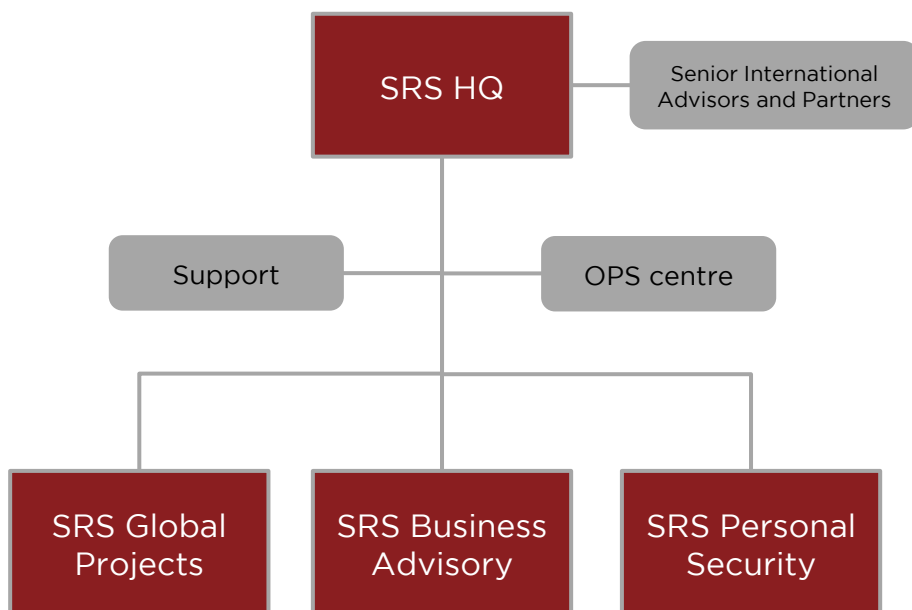 SRS HQ
Senior International
Advisors and Partners
Support
OPS centre
SRS Global
Projects
SRS Business
Advisory
SRS Personal
Security